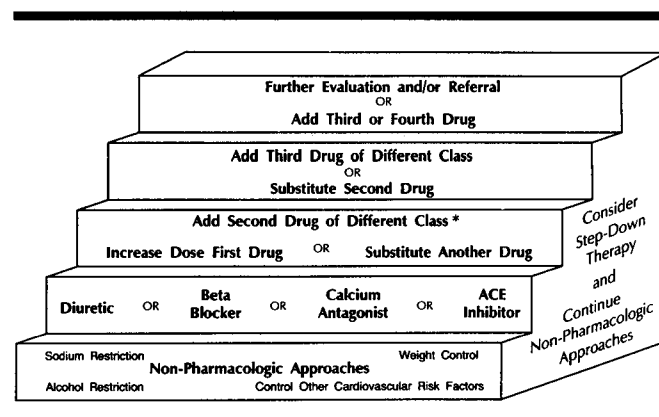 Further Evaluation and/or Referral
OR
Add Third or Fourth Drug
Add Third Drug of Different Class
OR
Substitute Second Drug
Add Second Drug of Different Class*
Increase Dose First Drug OR Substitute Another Drug
Diuretic OR Beta Blocker OR Calcium Antagonist OR ACE Inhibitor
Sodium Restriction Weight Control
Non-Pharmacologic Approaches
Alcohol Restriction Control Other Cardiovascular Risk Factors
Consider
Step-Down
Therapy
and
Continue
Non-Pharmacologic
Approaches